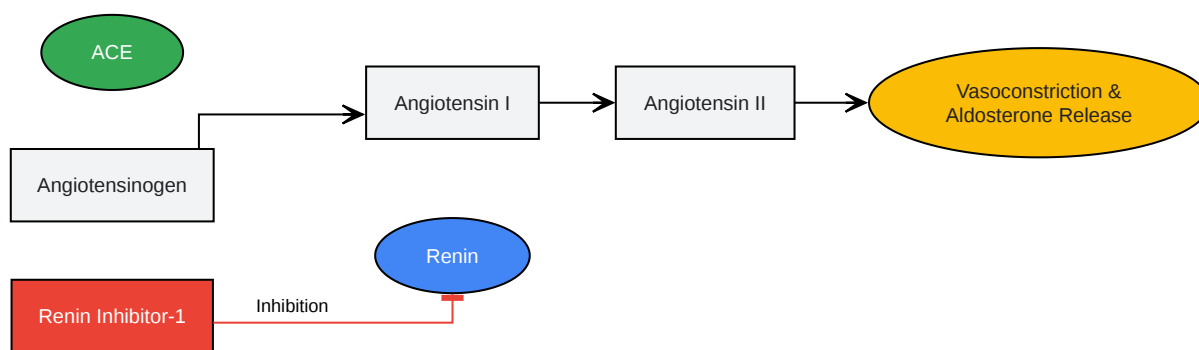 ACE
Angiotensinogen
Angiotensin I
Angiotensin II
Vasoconstriction &
Aldosterone Release
Renin
Renin Inhibitor-1
Inhibition